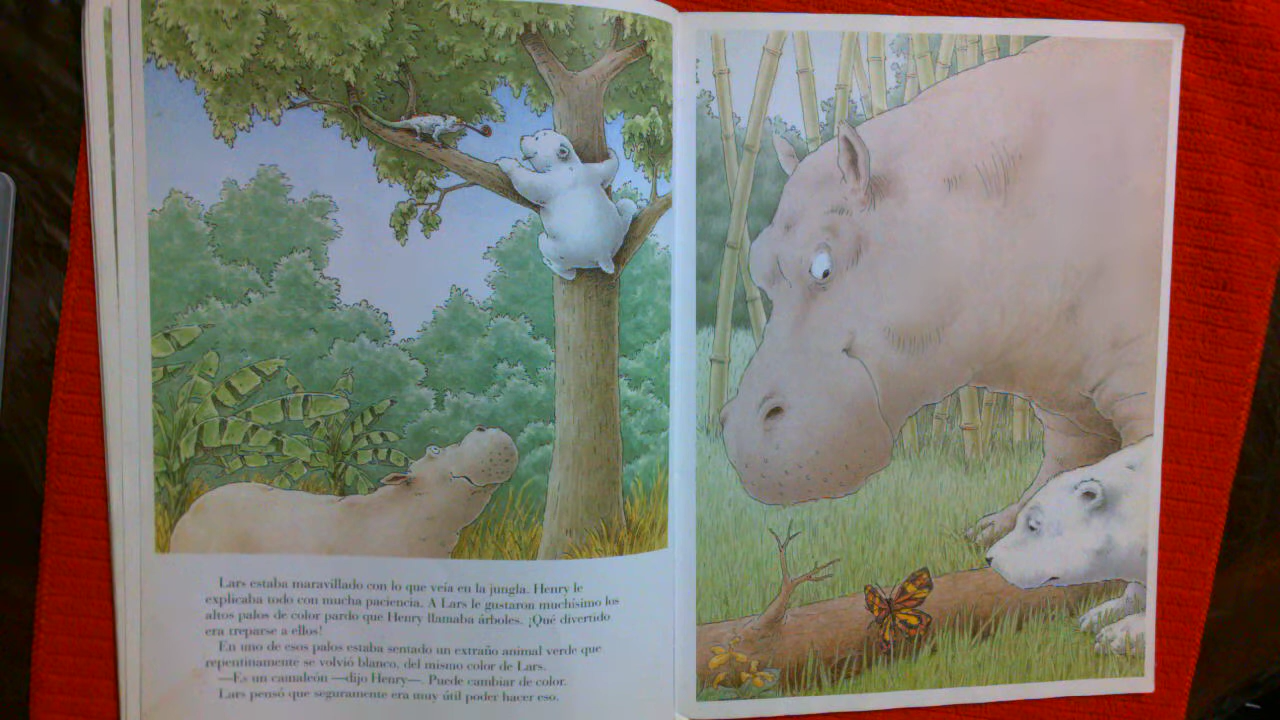 Lars estaba maravillado con lo que veía en la jungla. Henry le
explicaba todo con mucha paciencia. A Lars le gustaron muchísimo los
altos palos de color pardo que Henry llamaba árboles. ¡Qué divertido
era treparse a ellos!
En uno de esos palos estaba sentado un extraño animal verde que
repentinamente se volvió blanco, del mismo color de Lars.
—Es un camaleón —dijo Henry—. Puede cambiar de color.
Lars pensó que seguramente era muy útil poder hacer eso.